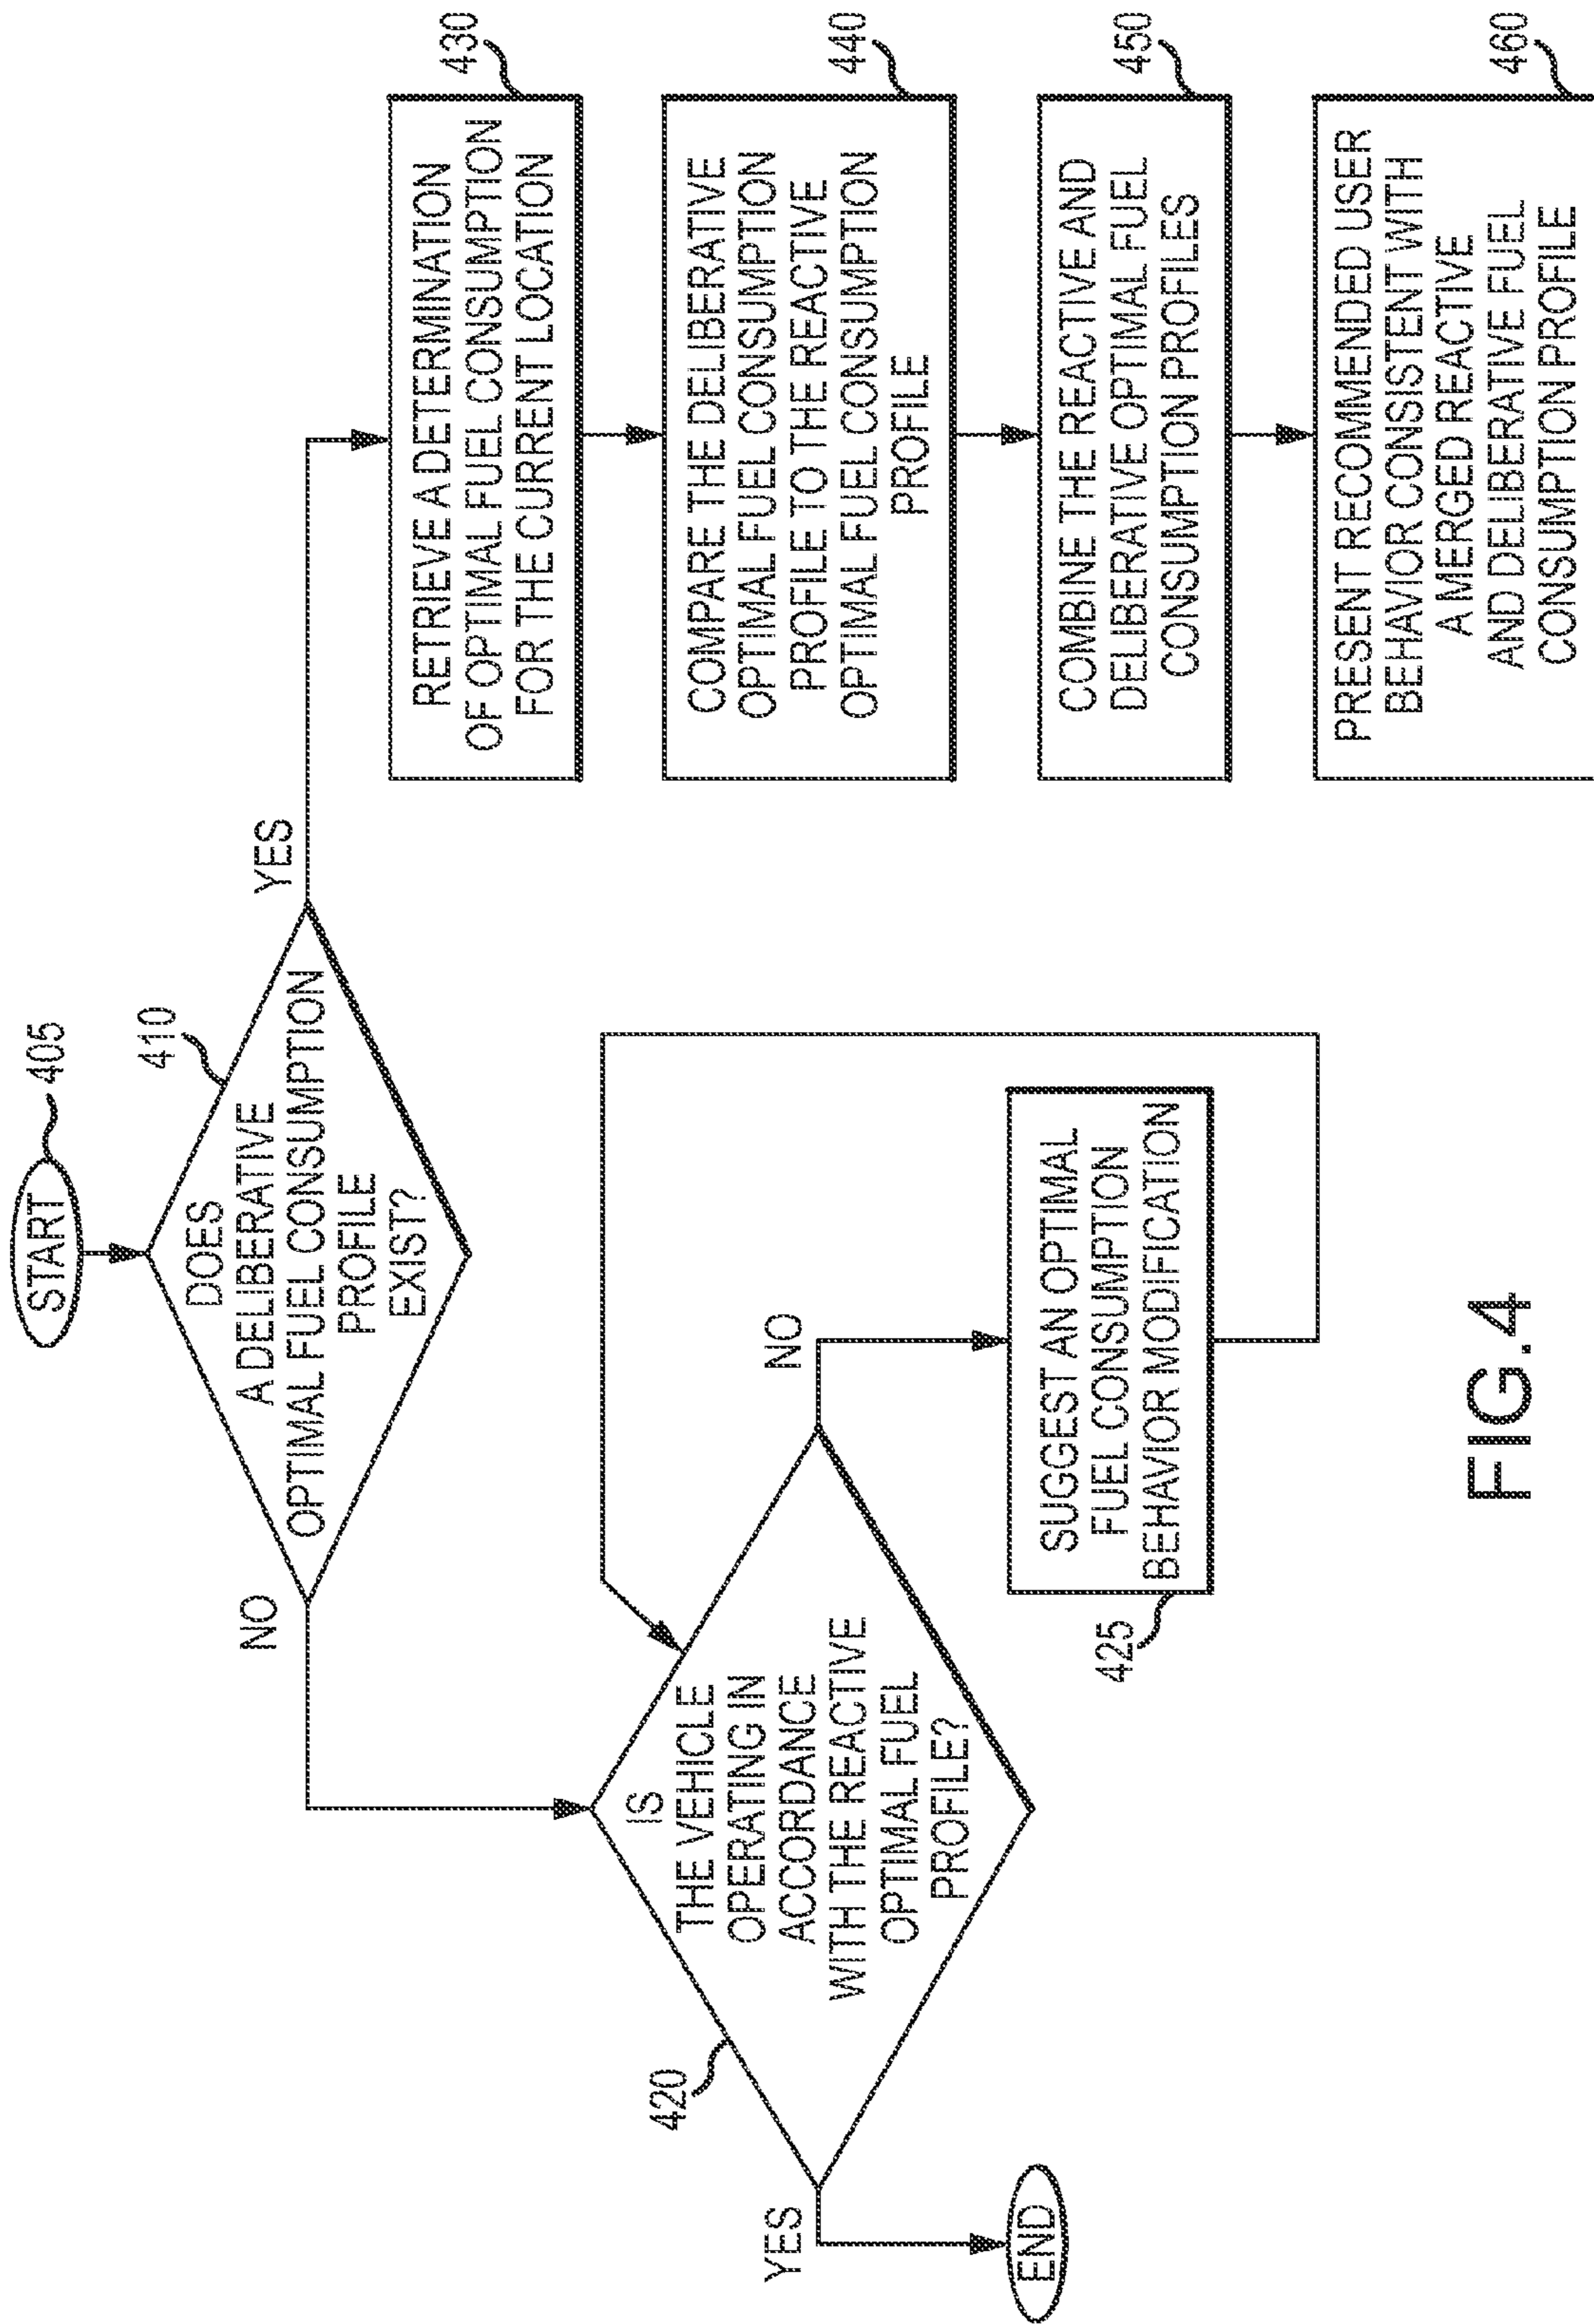 START
405
DOES
A DELIBERATIVE
OPTIMAL FUEL CONSUMPTION
PROFILE
EXIST?
410
NO
YES
IS
THE VEHICLE
OPERATING IN
ACCORDANCE
WITH THE REACTIVE
OPTIMAL FUEL
PROFILE?
420
YES
NO
END
SUGGEST AN OPTIMAL
FUEL CONSUMPTION
BEHAVIOR MODIFICATION
425
RETRIEVE A DETERMINATION
OF OPTIMAL FUEL CONSUMPTION
FOR THE CURRENT LOCATION
430
COMPARE THE DELIBERATIVE
OPTIMAL FUEL CONSUMPTION
PROFILE TO THE REACTIVE
OPTIMAL FUEL CONSUMPTION
PROFILE
440
COMBINE THE REACTIVE AND
DELIBERATIVE OPTIMAL FUEL
CONSUMPTION PROFILES
450
PRESENT RECOMMENDED USER
BEHAVIOR CONSISTENT WITH
A MERGED REACTIVE
AND DELIBERATIVE FUEL
CONSUMPTION PROFILE
460
FIG.4